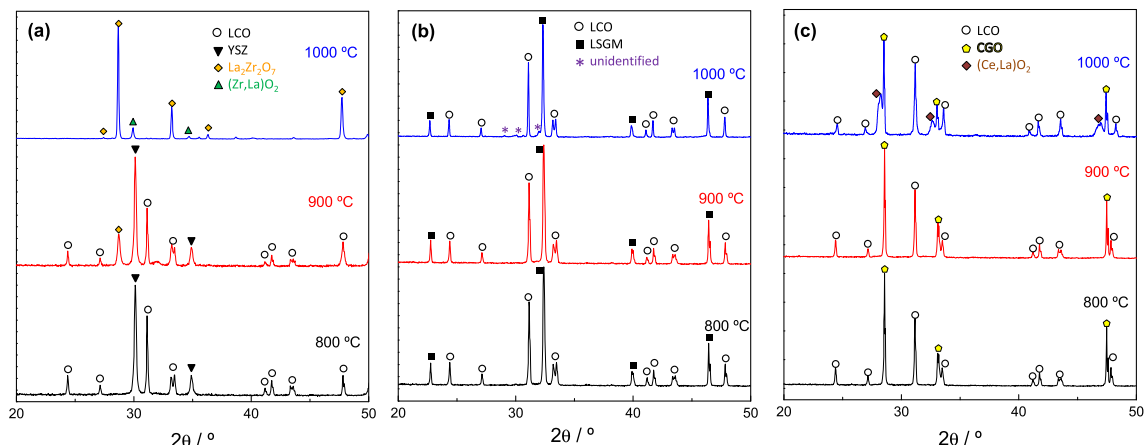 (a)
LCO
YSZ
La₂Zr₂O₇
(Zr,La)O₂
1000 ºC
900 ºC
800 ºC
20 30 40 50
2θ / º
(b)
LCO
LSGM
* unidentified
1000 ºC
* * *
900 ºC
800 ºC
20 30 40 50
2θ / º
(c)
LCO
CGO
(Ce,La)O₂
1000 ºC
900 ºC
800 ºC
20 30 40 50
2θ / º